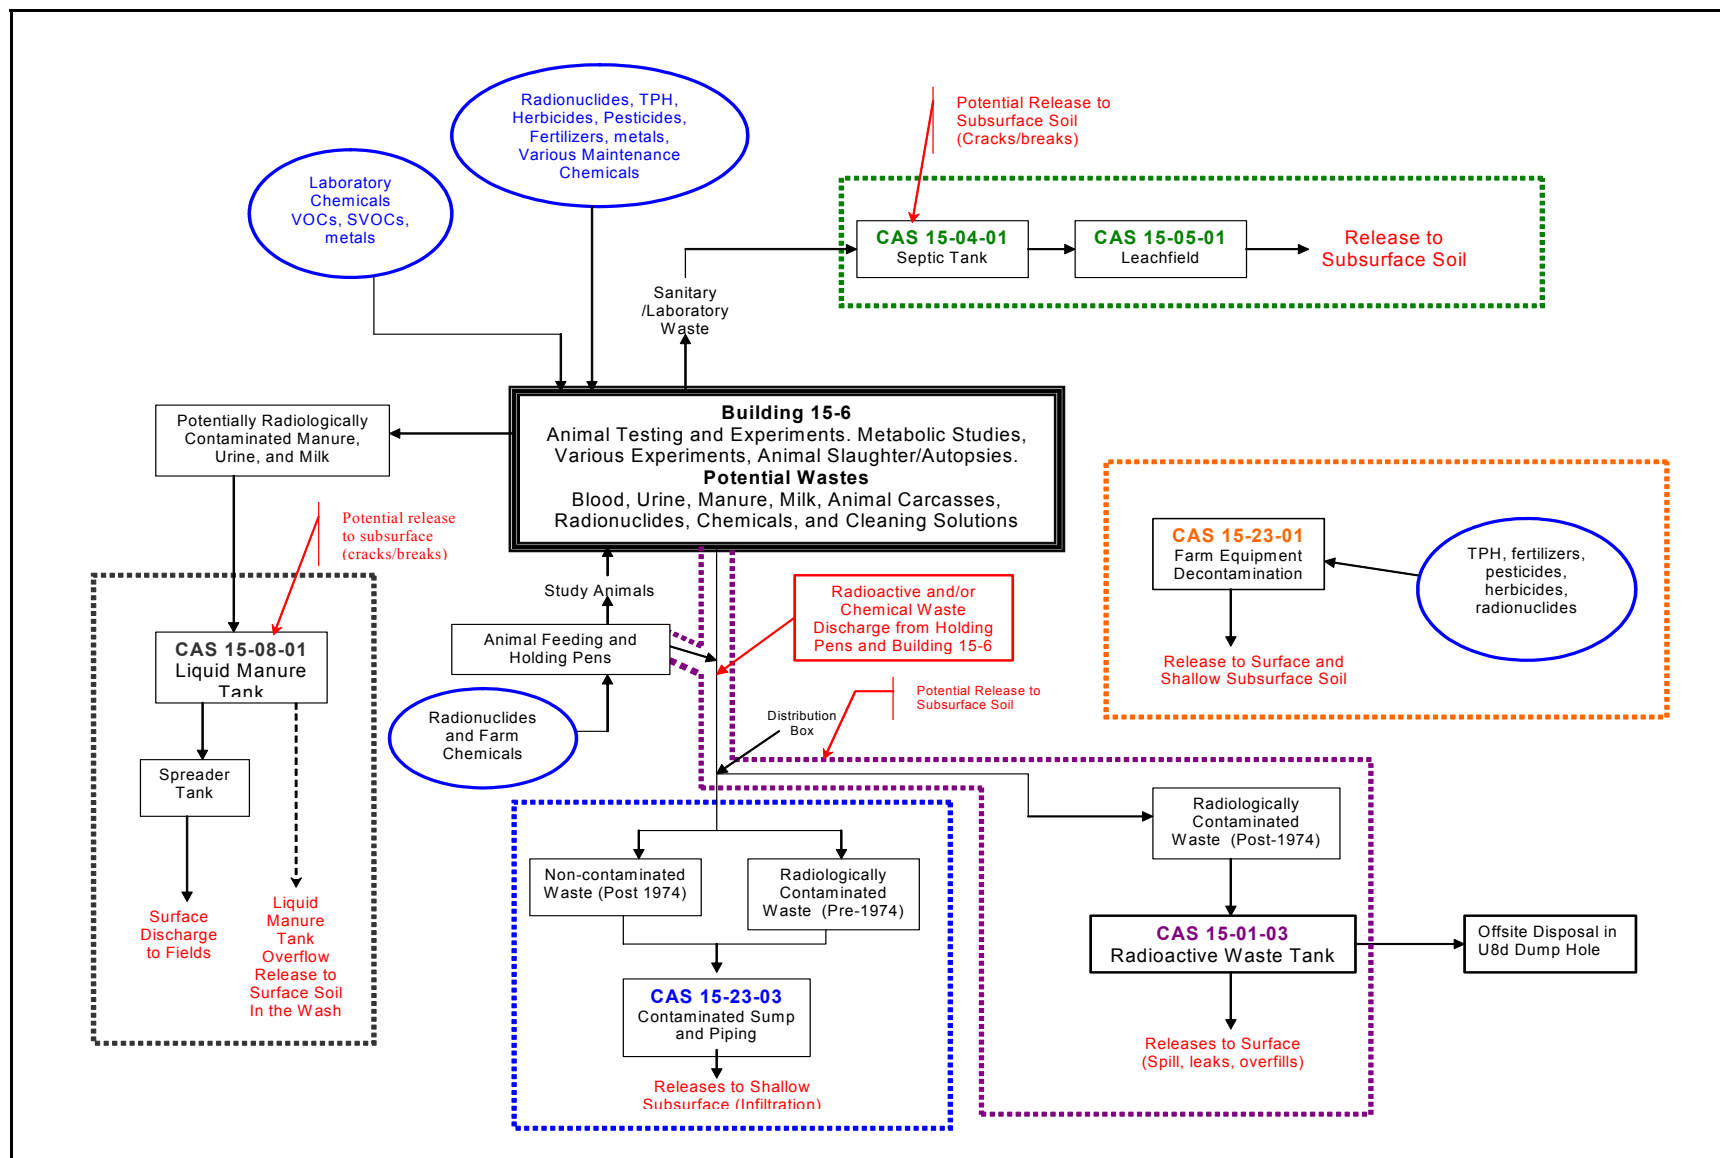 Radionuclides, TPH,
Herbicides, Pesticides,
Fertilizers, metals,
Various Maintenance
Chemicals
Laboratory
Chemicals
VOCs, SVOCs,
metals
Potential Release to
Subsurface Soil
(Cracks/breaks)
CAS 15-04-01
Septic Tank
CAS 15-05-01
Leachfield
Release to
Subsurface Soil
Sanitary
/Laboratory
Waste
Building 15-6
Animal Testing and Experiments. Metabolic Studies,
Various Experiments, Animal Slaughter/Autopsies.
Potential Wastes
Blood, Urine, Manure, Milk, Animal Carcasses,
Radionuclides, Chemicals, and Cleaning Solutions
Potentially Radiologically
Contaminated Manure,
Urine, and Milk
Potential release
to subsurface
(cracks/breaks)
CAS 15-08-01
Liquid Manure
Tank
Spreader
Tank
Surface
Discharge
to Fields
Liquid
Manure
Tank
Overflow
Release to
Surface Soil
In the Wash
Study Animals
Animal Feeding and
Holding Pens
Radionuclides
and Farm
Chemicals
Radioactive and/or
Chemical Waste
Discharge from Holding
Pens and Building 15-6
Potential Release to
Subsurface Soil
Distribution
Box
CAS 15-23-01
Farm Equipment
Decontamination
TPH, fertilizers,
pesticides,
herbicides,
radionuclides
Release to Surface and
Shallow Subsurface Soil
Non-contaminated
Waste (Post 1974)
Radiologically
Contaminated
Waste (Pre-1974)
CAS 15-23-03
Contaminated Sump
and Piping
Releases to Shallow
Subsurface (Infiltration)
Radiologically
Contaminated
Waste (Post-1974)
CAS 15-01-03
Radioactive Waste Tank
Offsite Disposal in
U8d Dump Hole
Releases to Surface
(Spill, leaks, overfills)